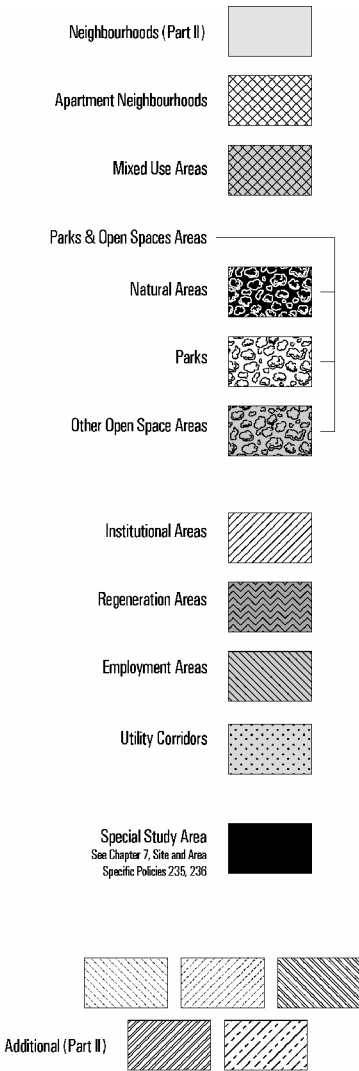 Neighbourhoods (Part II)
Apartment Neighbourhoods
Mixed Use Areas
Parks & Open Spaces Areas
Natural Areas
Parks
Other Open Space Areas
Institutional Areas
Regeneration Areas
Employment Areas
Utility Corridors
Special Study Area
See Chapter 7, Site and Area
Specific Policies 235, 236
Additional (Part II)